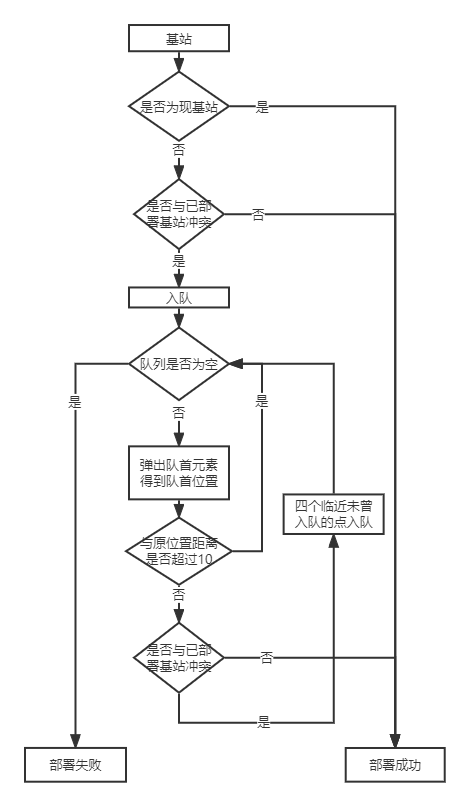 基站
是否为现基站
是
否
是否与已部
署基站冲突
否
是
入队
队列是否为空
是
是
否
弹出队首元素
得到队首位置
四个临近未曾
入队的点入队
与原位置距离
是否超过10
否
是否与已部
署基站冲突
否
是
部署失败
部署成功